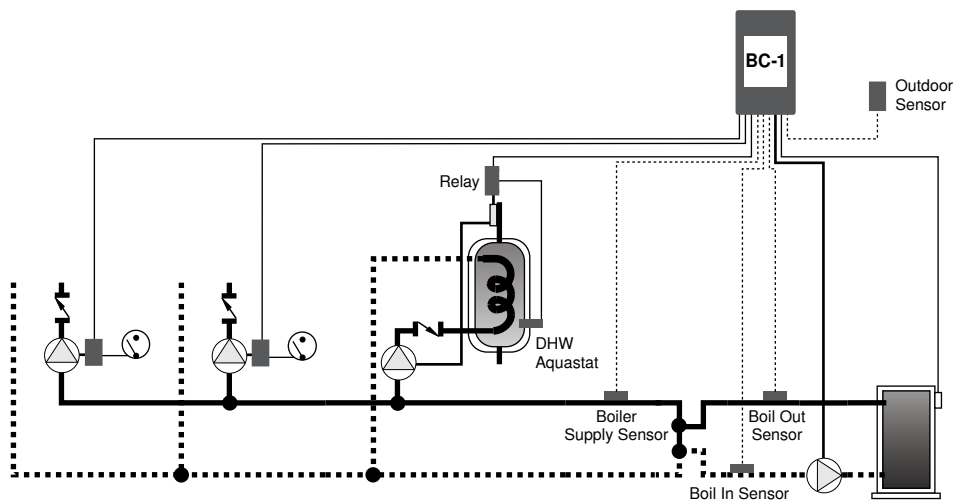 BC-1
Outdoor
Sensor
Relay
DHW
Aquastat
Boiler
Supply Sensor
Boil Out
Sensor
Boil In Sensor